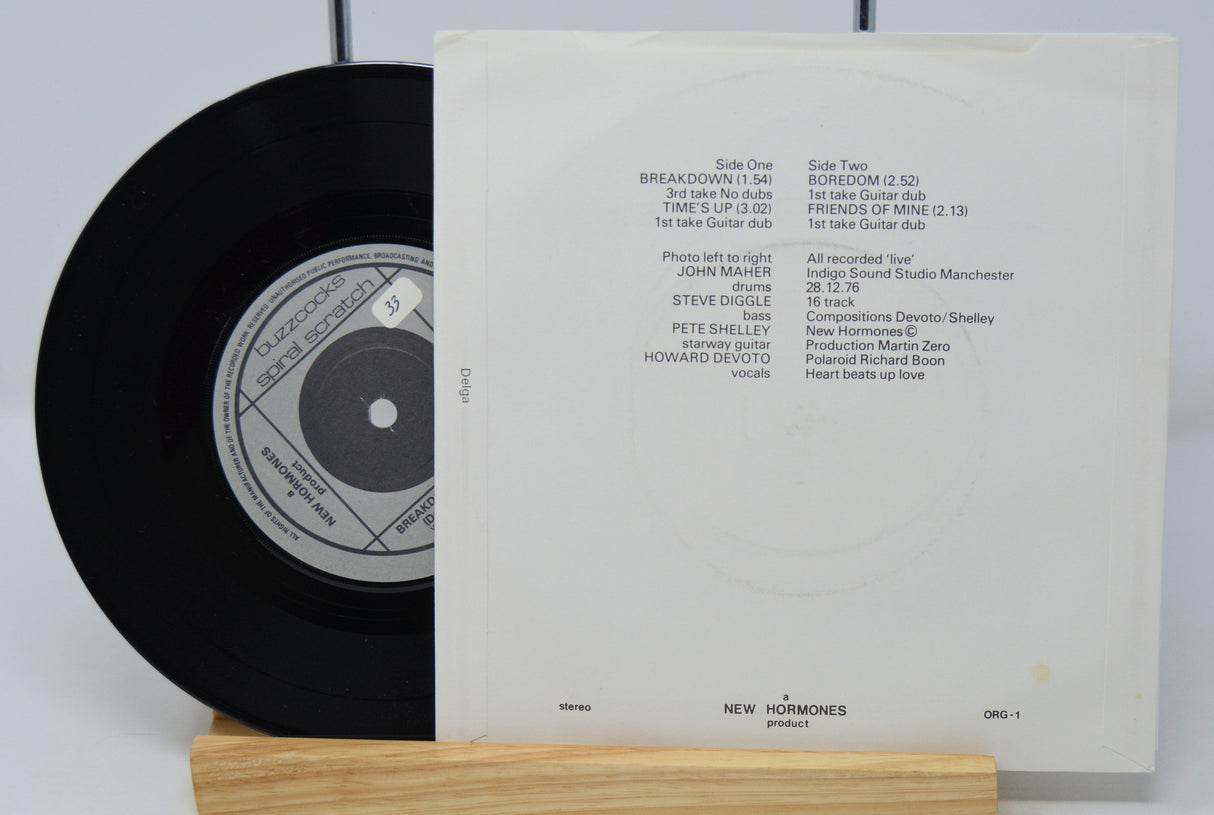 ALL RIGHTS OF THE MANUFACTURER AND OF THE OWNER OF THE RECORDED WORK RESERVED. UNAUTHORISED PUBLIC PERFORMANCE, BROADCASTING AND
buzzcocks
spiral scratch
33
a
NEW HORMONES
product
BREAKD
(D
Delga
Side One
BREAKDOWN (1.54)
3rd take No dubs
TIME'S UP (3.02)
1st take Guitar dub
Side Two
BOREDOM (2.52)
1st take Guitar dub
FRIENDS OF MINE (2.13)
1st take Guitar dub
Photo left to right
JOHN MAHER
drums
STEVE DIGGLE
bass
PETE SHELLEY
starway guitar
HOWARD DEVOTO
vocals
All recorded 'live'
Indigo Sound Studio Manchester
28.12.76
16 track
Compositions Devoto/Shelley
New Hormones ©
Production Martin Zero
Polaroid Richard Boon
Heart beats up love
stereo
a
NEW HORMONES
product
ORG-1